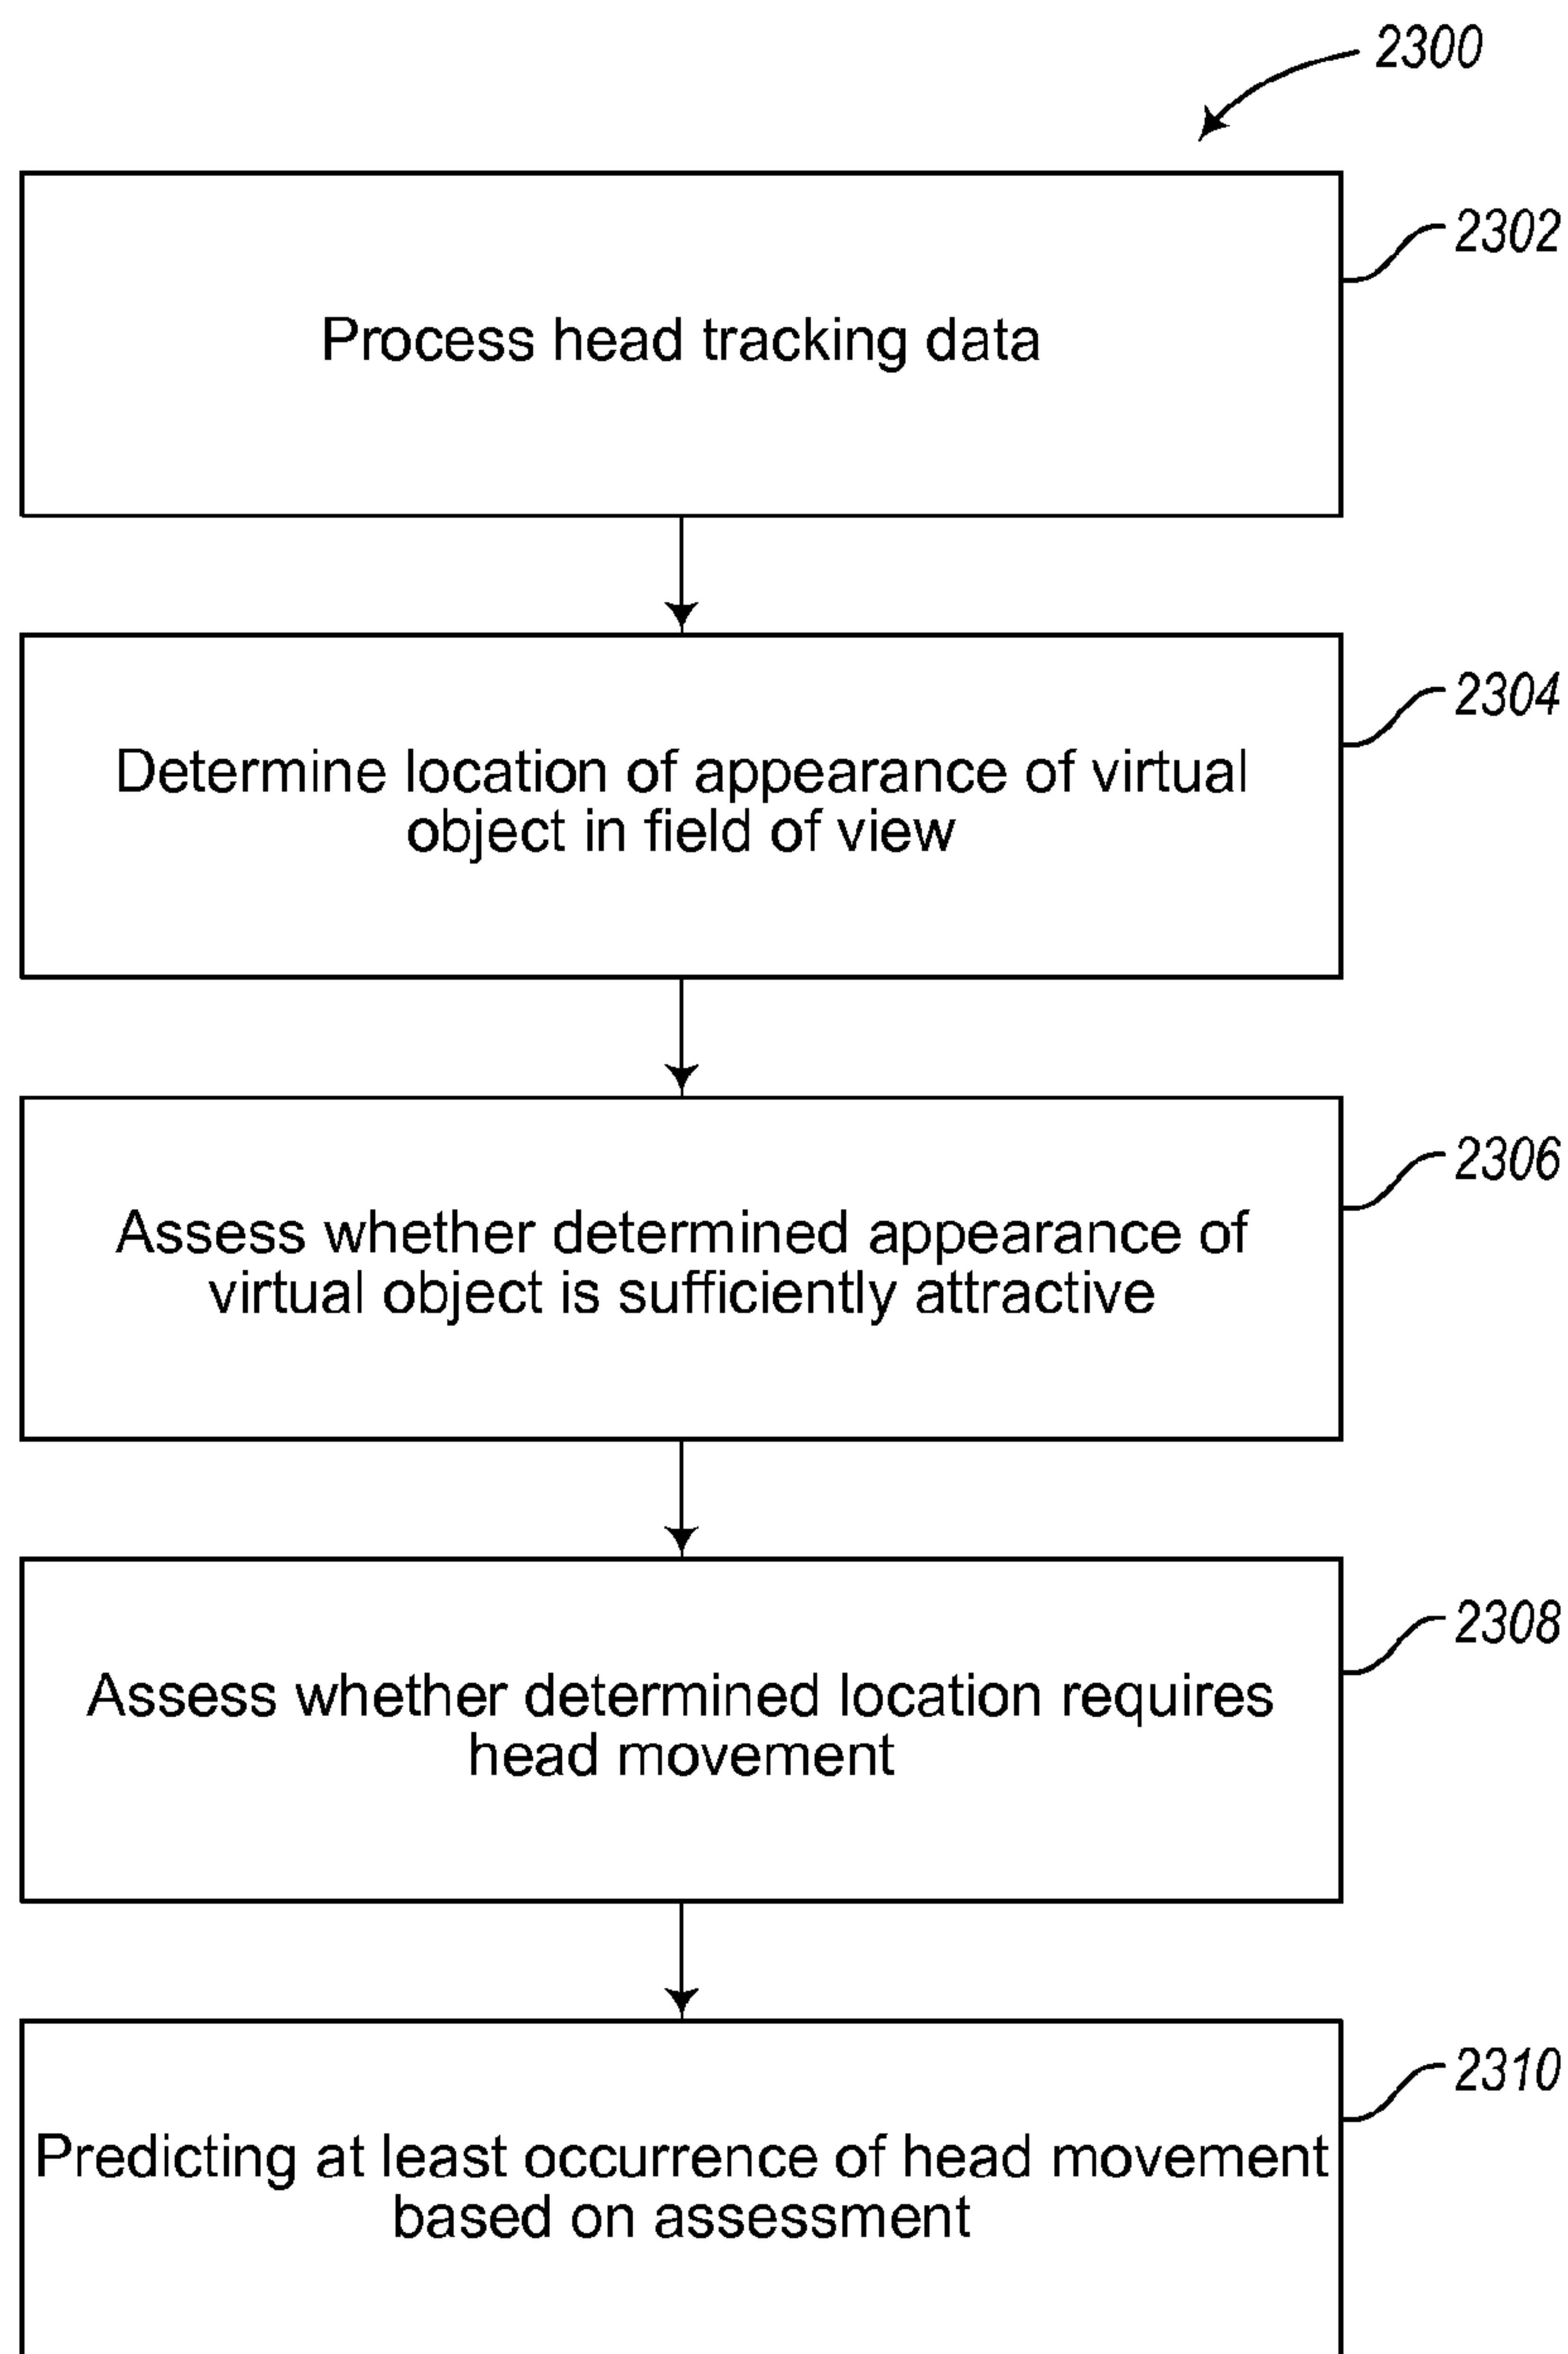 2300
2302
Process head tracking data
2304
Determine location of appearance of virtual
object in field of view
2306
Assess whether determined appearance of
virtual object is sufficiently attractive
2308
Assess whether determined location requires
head movement
2310
Predicting at least occurrence of head movement
based on assessment